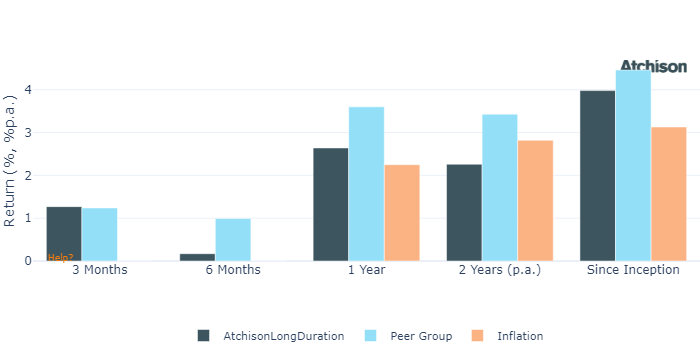 Atchison
Return (%, %p.a.)
4
3
2
1
0
Help?
3 Months
6 Months
1 Year
2 Years (p.a.)
Since Inception
AtchisonLongDuration
Peer Group
Inflation